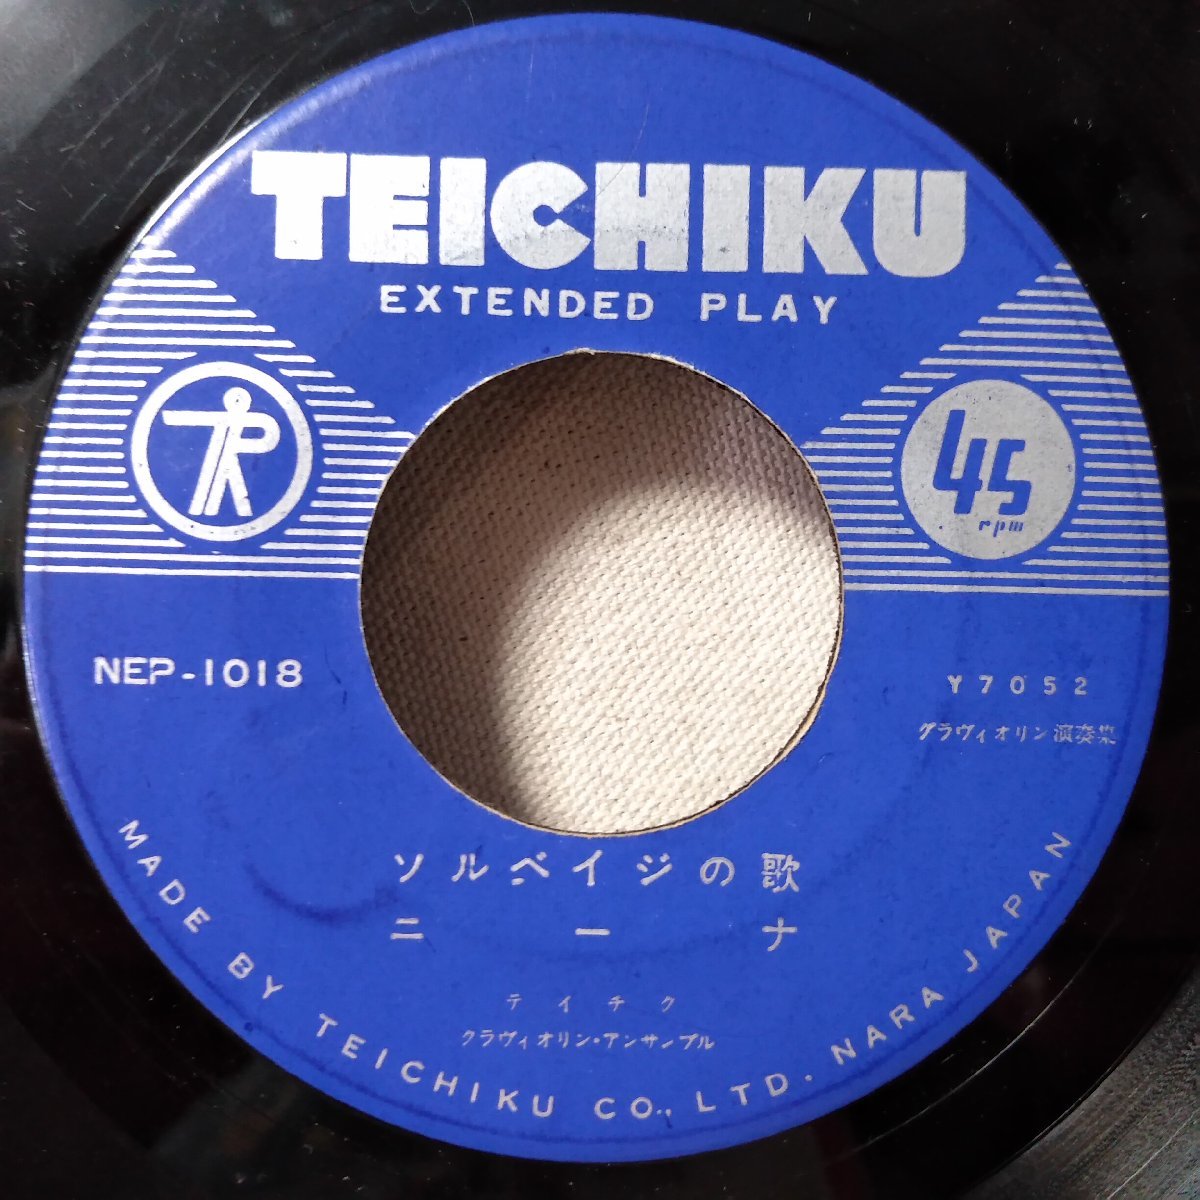 TEICHIKU
EXTENDED PLAY
45
rpm
NEP-1018
Y7052
グラヴィオリン演奏集
ソルベイジの歌
ニーナ
テイチク
クラヴィオリン・アンサンブル
MADE BY TEICHIKU CO., LTD. NARA JAPAN